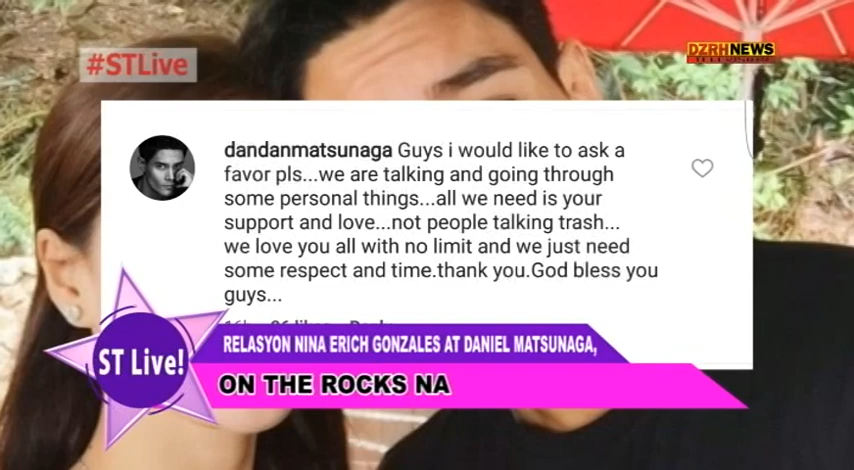 #STLive
DZRHNEWS
TELEVISION
dandanmatsunaga Guys i would like to ask a
favor pls...we are talking and going through
some personal things...all we need is your
support and love...not people talking trash...
we love you all with no limit and we just need
some respect and time.thank you.God bless you
guys...
ST Live!
RELASYON NINA ERICH GONZALES AT DANIEL MATSUNAGA,
ON THE ROCKS NA